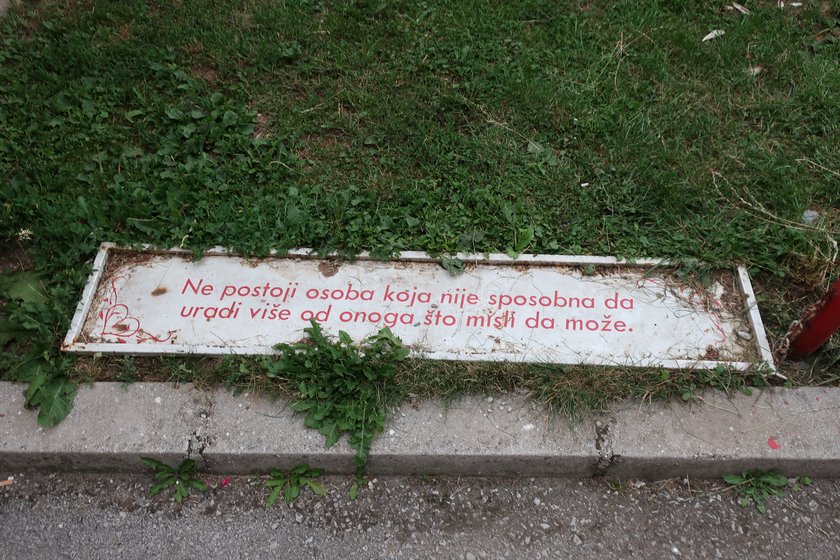 Ne postoji osoba koja nije sposobna da
uradi više od onoga što misli da može.